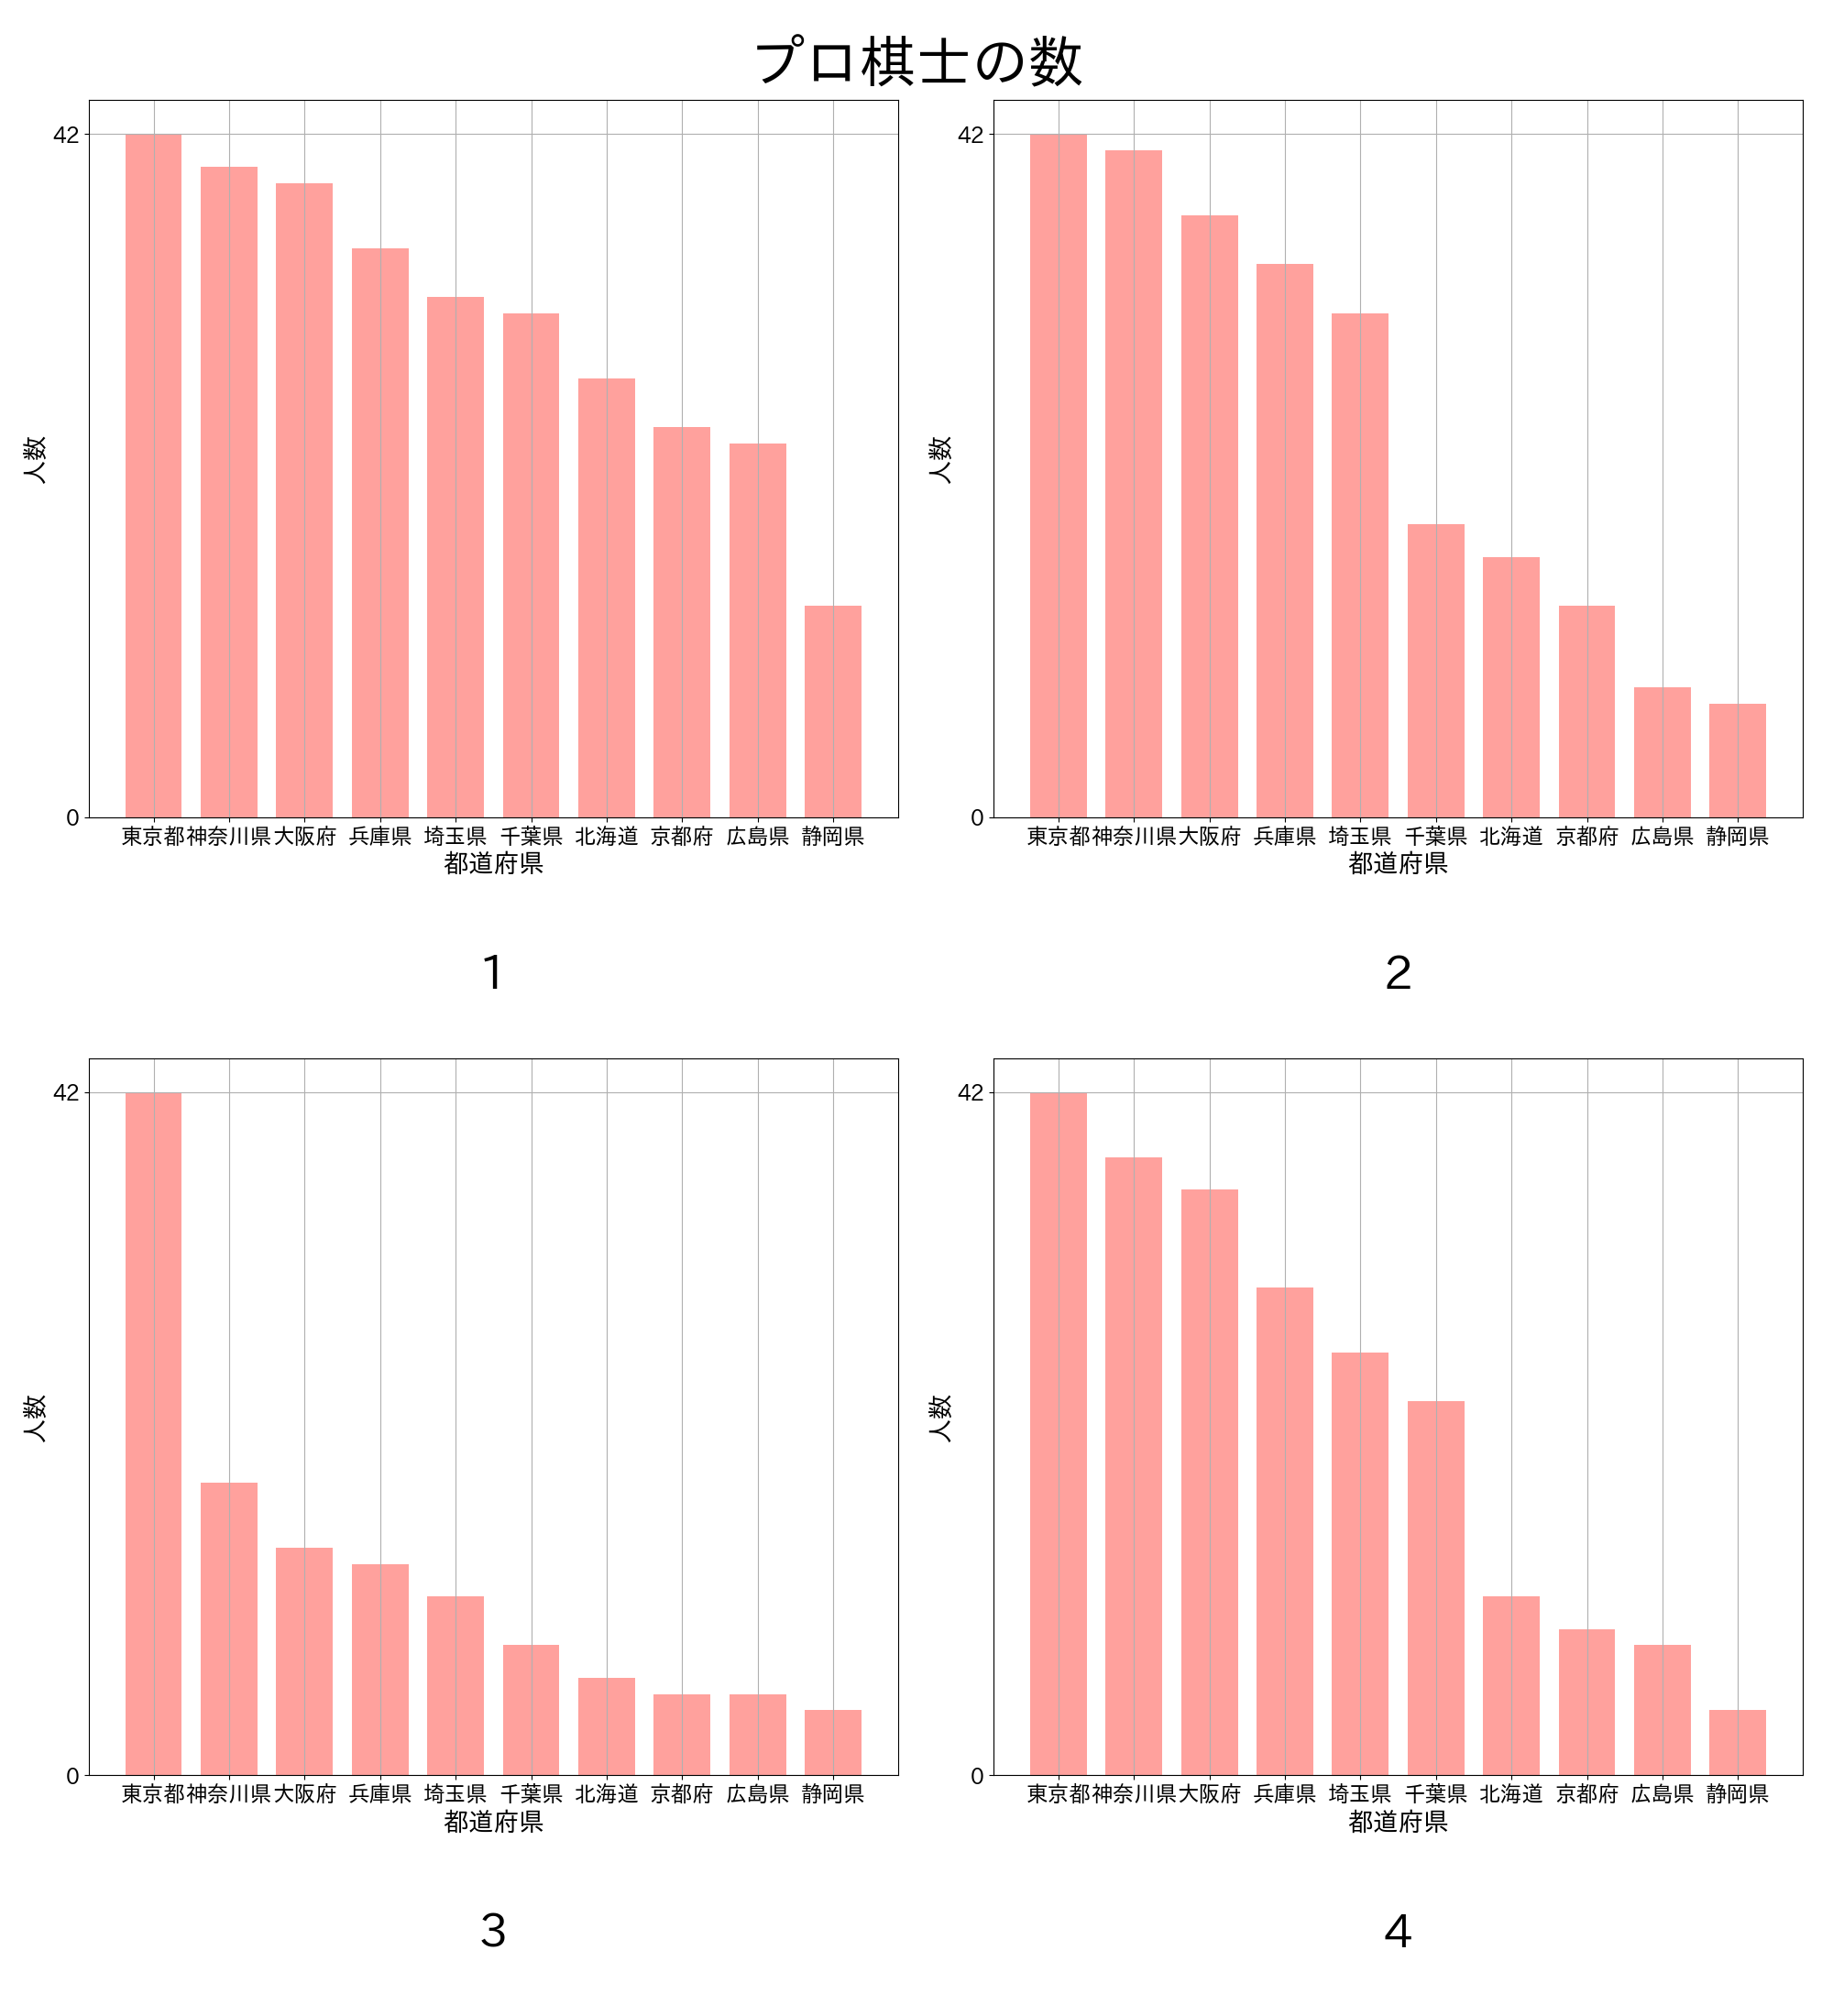 プロ棋士の数
42
0
人数
東京都 神奈川県 大阪府 兵庫県 埼玉県 千葉県 北海道 京都府 広島県 静岡県
都道府県
1
42
0
人数
東京都 神奈川県 大阪府 兵庫県 埼玉県 千葉県 北海道 京都府 広島県 静岡県
都道府県
2
42
0
人数
東京都 神奈川県 大阪府 兵庫県 埼玉県 千葉県 北海道 京都府 広島県 静岡県
都道府県
3
42
0
人数
東京都 神奈川県 大阪府 兵庫県 埼玉県 千葉県 北海道 京都府 広島県 静岡県
都道府県
4